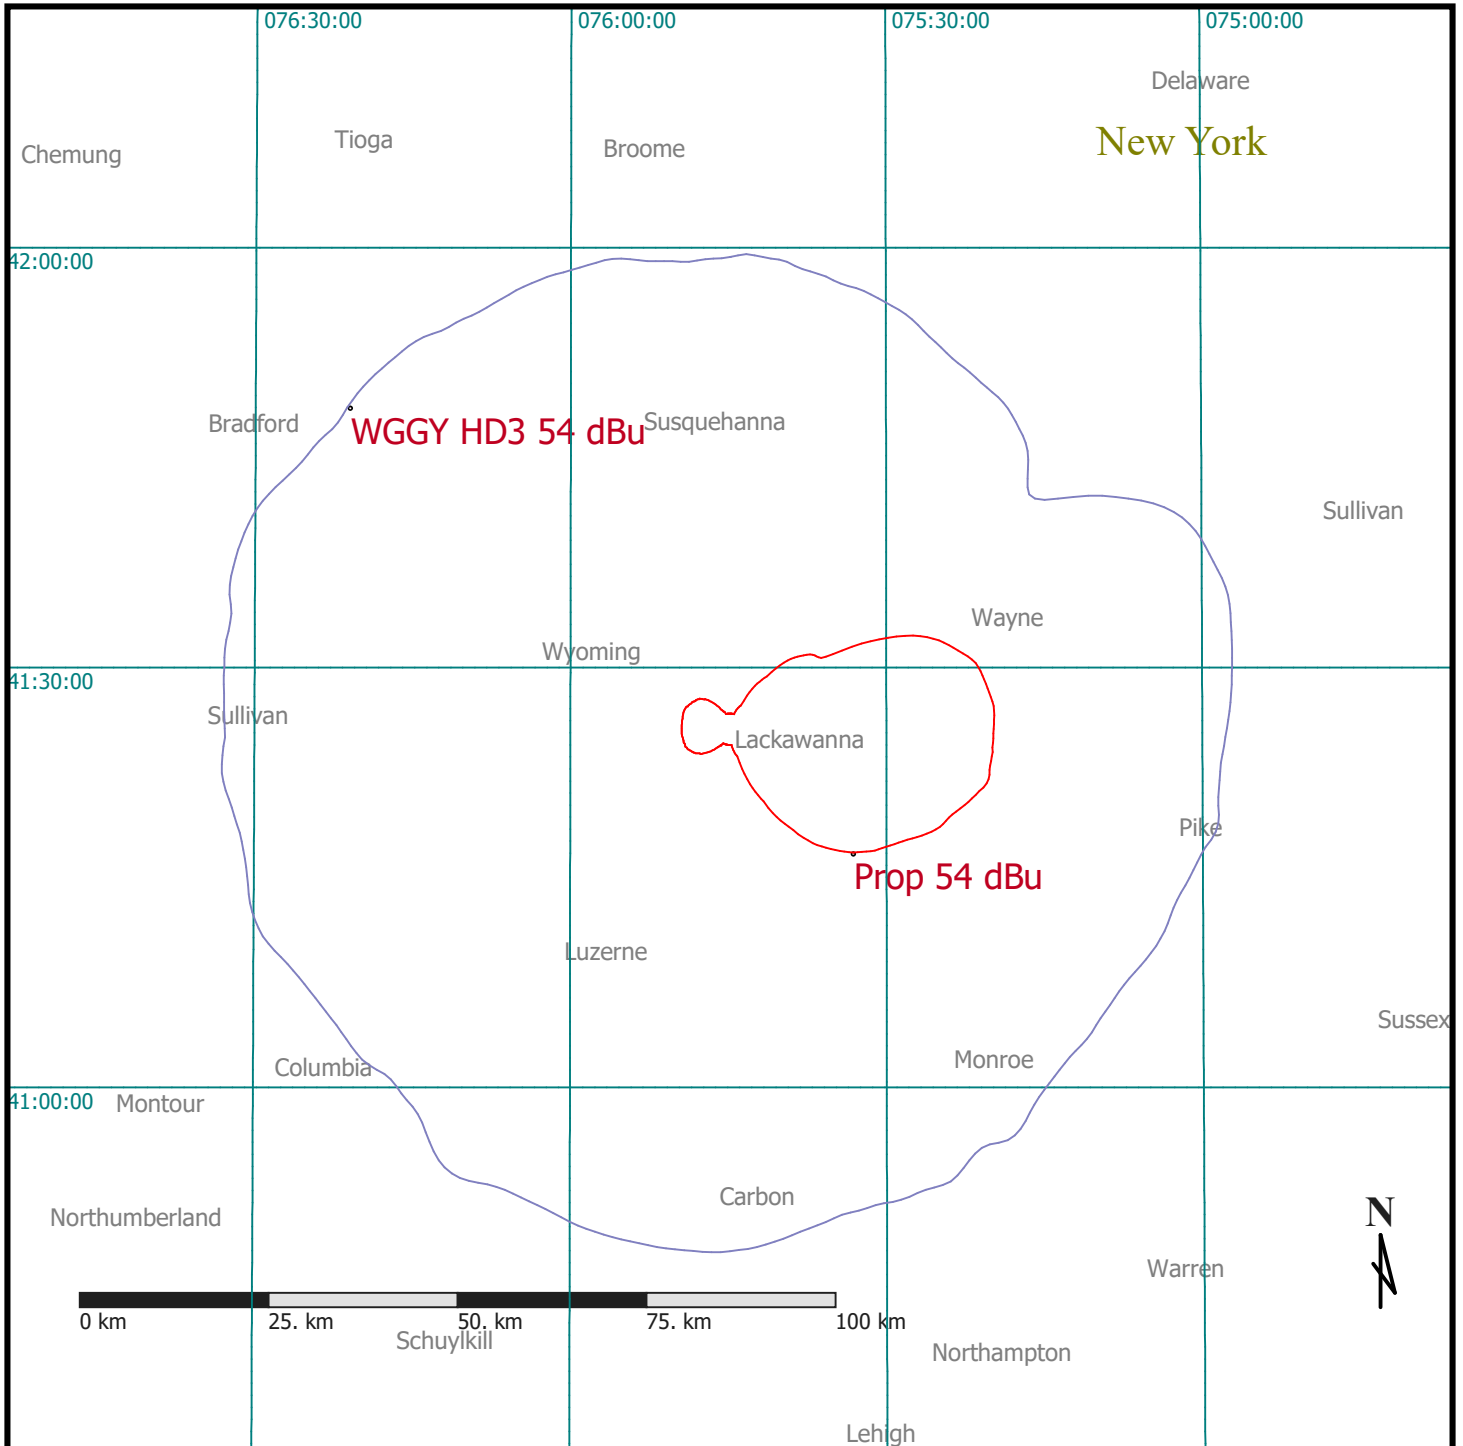 076:30:00
076:00:00
075:30:00
075:00:00
Delaware
New York
Tioga
Broome
Chemung
42:00:00
Bradford
WGGY HD3 54 dBu
Susquehanna
Sullivan
Wayne
Wyoming
41:30:00
Sullivan
Lackawanna
Pike
Prop 54 dBu
Luzerne
Sussex
Monroe
Columbia
41:00:00
Montour
Carbon
Northumberland
N
Warren
0 km
25. km
50. km
75. km
100 km
Schuylkill
Northampton
Lehigh